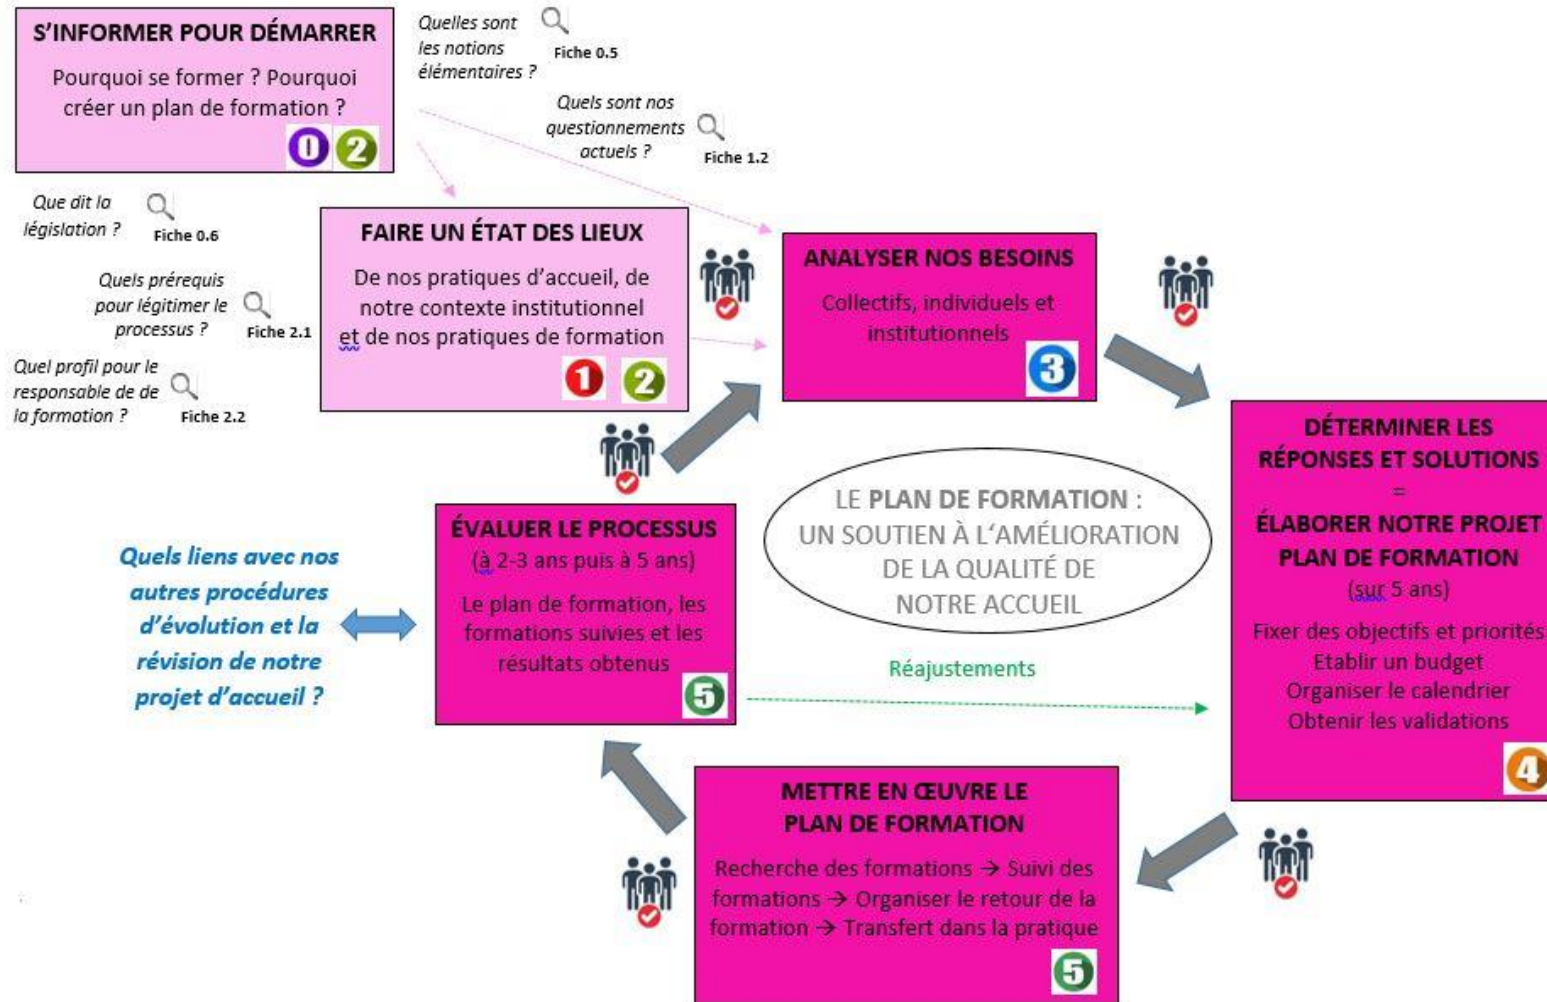 S'INFORMER POUR DÉMARRER
Pourquoi se former ? Pourquoi
créer un plan de formation ?
0 2
Quelles sont
les notions
élémentaires ?
Fiche 0.5
Quels sont nos
questionnements
actuels ?
Fiche 1.2
Que dit la
législation ?
Fiche 0.6
Quels prérequis
pour légitimer le
processus ?
Fiche 2.1
Quel profil pour le
responsable de de
la formation ?
Fiche 2.2
FAIRE UN ÉTAT DES LIEUX
De nos pratiques d'accueil, de
notre contexte institutionnel
et de nos pratiques de formation
1 2
ANALYSER NOS BESOINS
Collectifs, individuels et
institutionnels
3
DÉTERMINER LES
RÉPONSES ET SOLUTIONS
=
ÉLABORER NOTRE PROJET
PLAN DE FORMATION
(sur 5 ans)
Fixer des objectifs et priorités
Etablir un budget
Organiser le calendrier
Obtenir les validations
4
LE PLAN DE FORMATION :
UN SOUTIEN À L'AMÉLIORATION
DE LA QUALITÉ DE
NOTRE ACCUEIL
Réajustements
ÉVALUER LE PROCESSUS
(à 2-3 ans puis à 5 ans)
Le plan de formation, les
formations suivies et les
résultats obtenus
5
Quels liens avec nos
autres procédures
d'évolution et la
révision de notre
projet d'accueil ?
METTRE EN ŒUVRE LE
PLAN DE FORMATION
Recherche des formations → Suivi des
formations → Organiser le retour de la
formation → Transfert dans la pratique
5